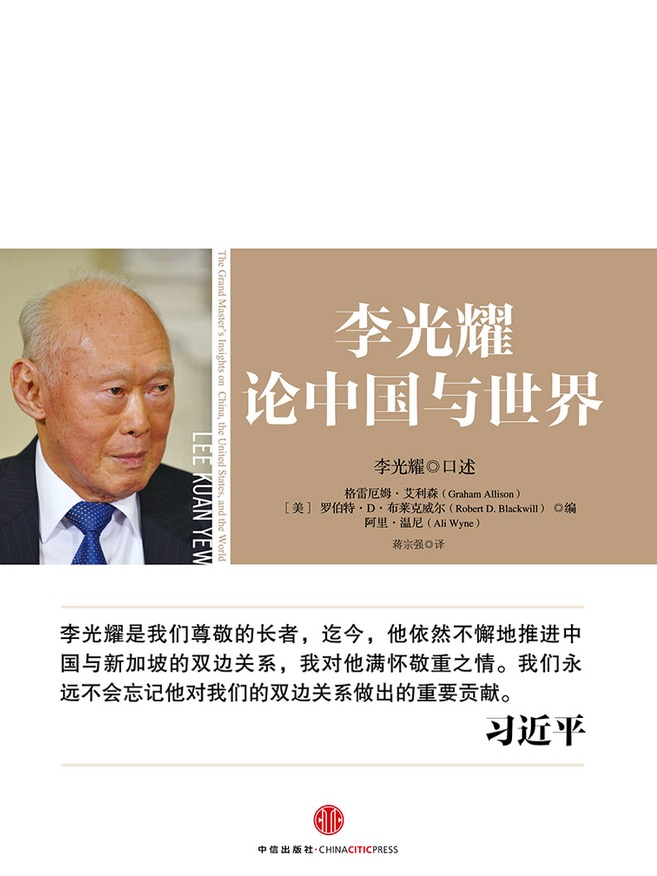 The Grand Master's Insights on China, the United States, and the World
LEE KUAN YEW
李光耀
论中国与世界
李光耀◎口述
格雷厄姆·艾利森（Graham Allison）
［美］罗伯特·D·布莱克威尔（Robert D. Blackwill）◎编
阿里·温尼（Ali Wyne）
蒋宗强◎译
李光耀是我们尊敬的长者，迄今，他依然不懈地推进中
国与新加坡的双边关系，我对他满怀敬重之情。我们永
远不会忘记他对我们的双边关系做出的重要贡献。
习近平
中信出版社·CHINACITICPRESS